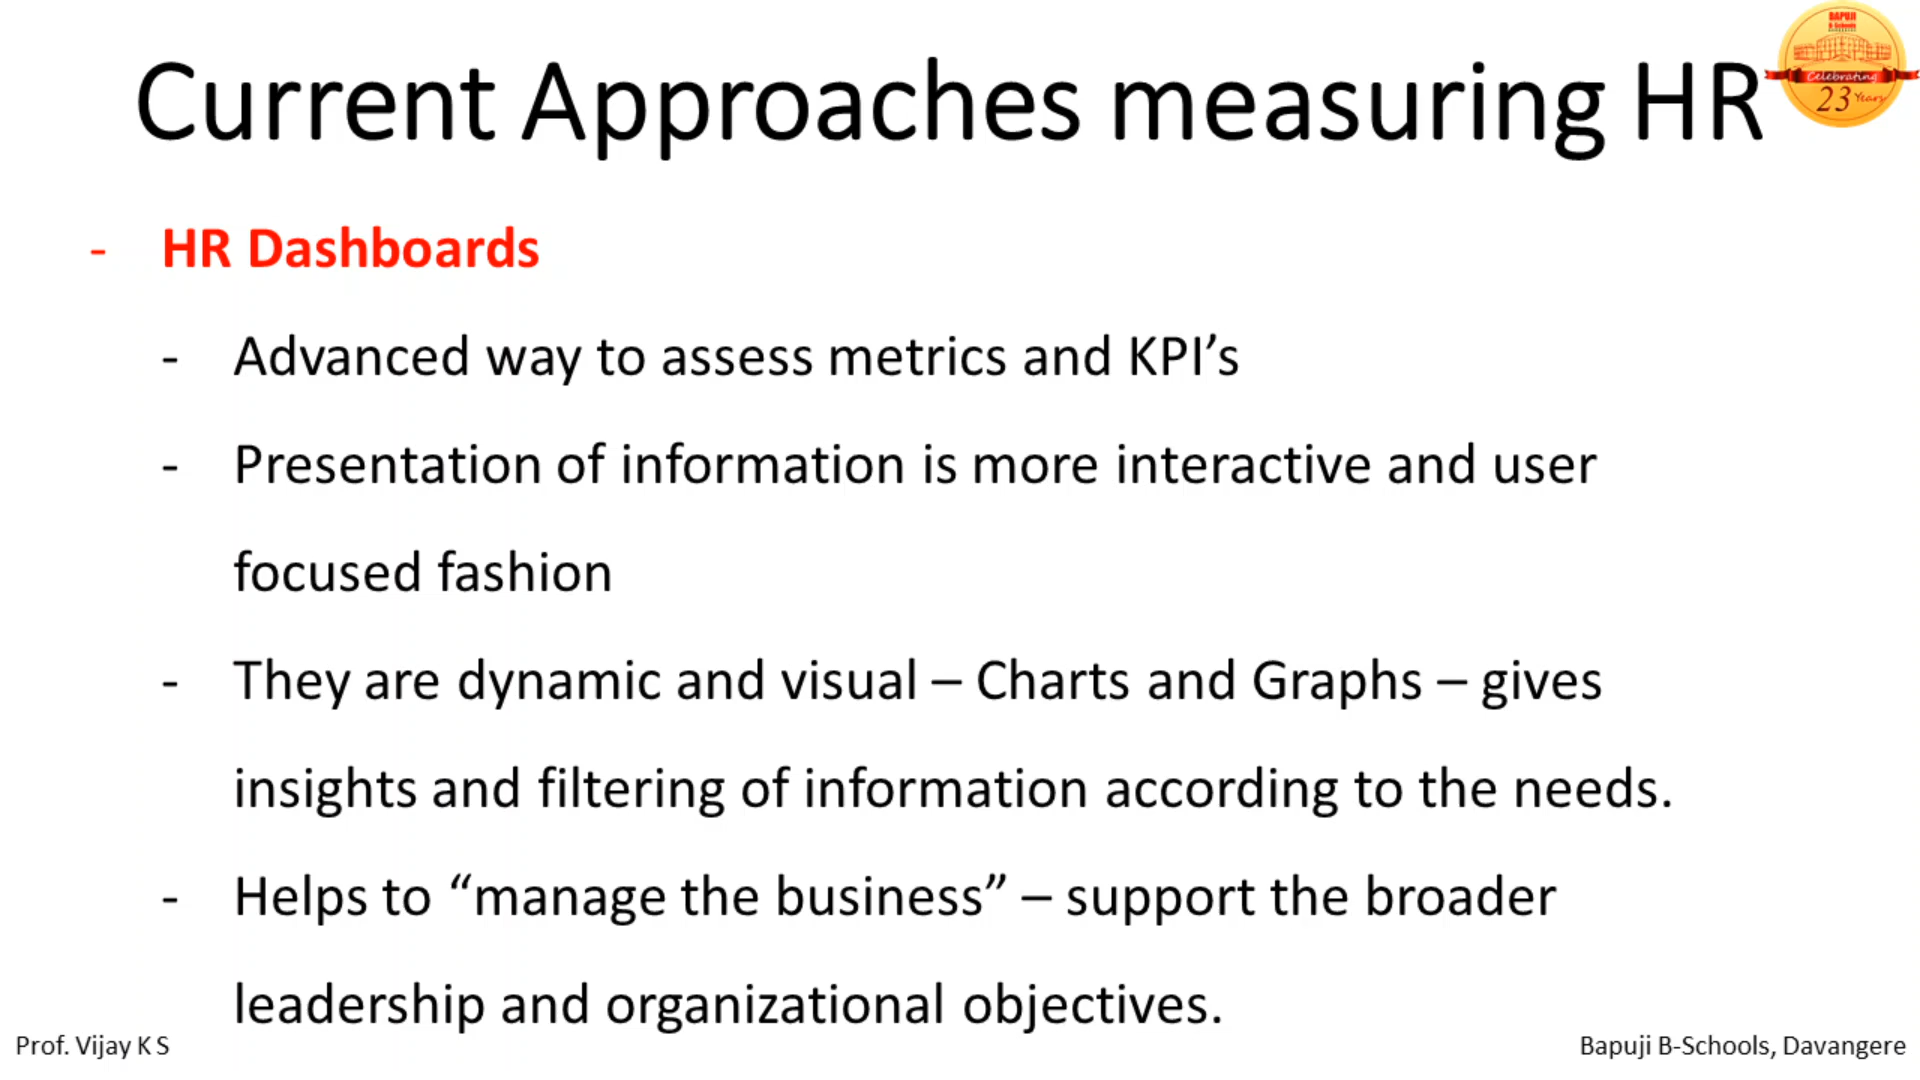 Current Approaches measuring HR
BAPUJI
B-Schools
Celebrating
23 Years
- HR Dashboards
- Advanced way to assess metrics and KPI’s
- Presentation of information is more interactive and user
focused fashion
- They are dynamic and visual – Charts and Graphs – gives
insights and filtering of information according to the needs.
- Helps to “manage the business” – support the broader
leadership and organizational objectives.
Prof. Vijay K S
Bapuji B-Schools, Davangere